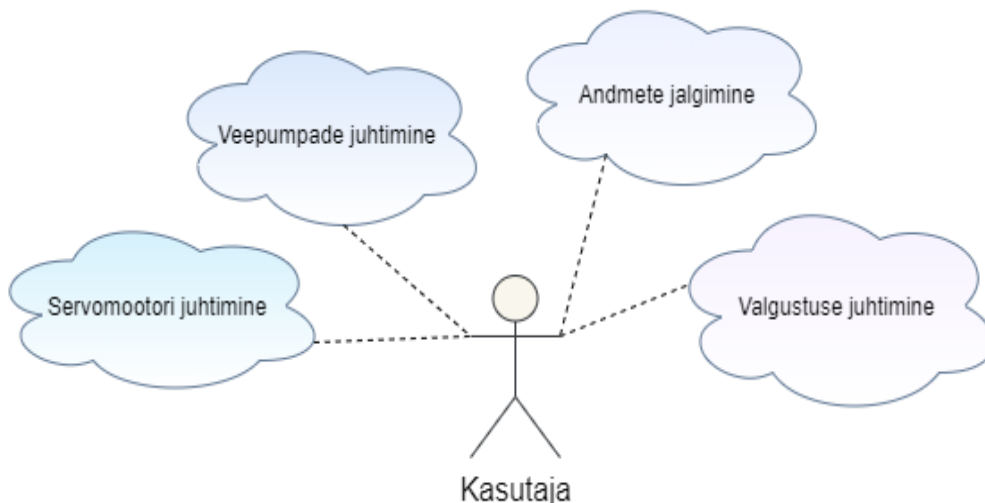 Andmete jalgimine
Veepumpade juhtimine
Servomootori juhtimine
Valgustuse juhtimine
Kasutaja